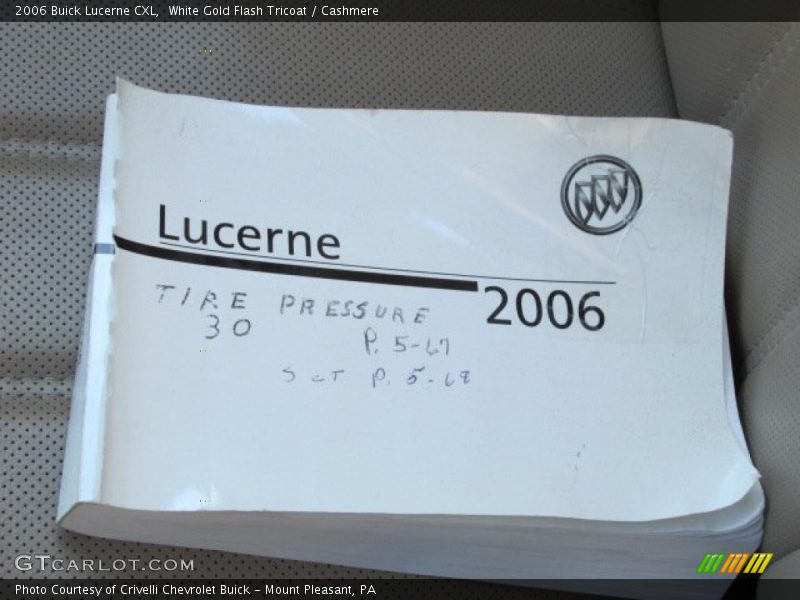 2006 Buick Lucerne CXL,  White Gold Flash Tricoat / Cashmere
Lucerne
2006
TIRE PRESSURE
30 P. 5-67
SET P. 5-68
GTCARLOT.COM
Photo Courtesy of Crivelli Chevrolet Buick – Mount Pleasant, PA